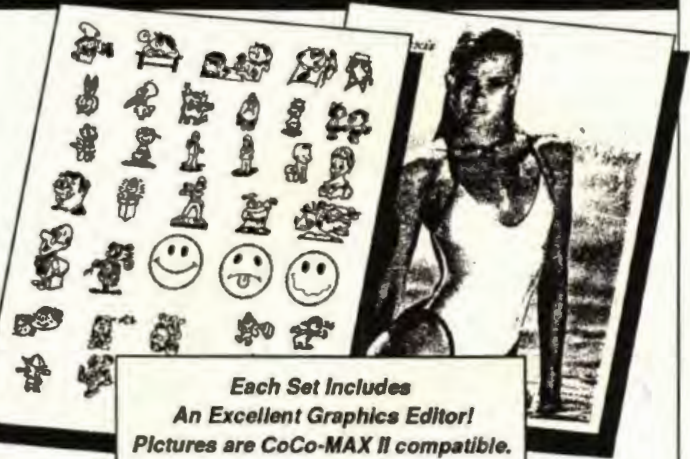 Each Set Includes
An Excellent Graphics Editor!
Pictures are CoCo-MAX II compatible.